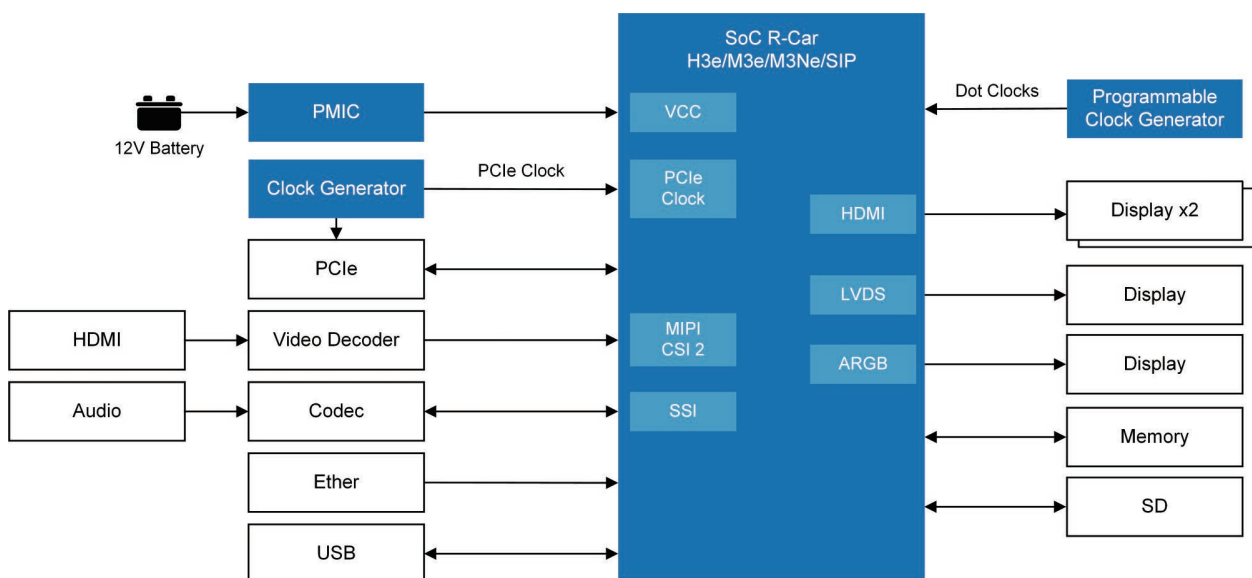 SoC R-Car
H3e/M3e/M3Ne/SIP
12V Battery
PMIC
VCC
Dot Clocks
Programmable
Clock Generator
Clock Generator
PCIe Clock
PCIe
Clock
HDMI
Display x2
PCIe
LVDS
Display
HDMI
Video Decoder
MIPI
CSI 2
ARGB
Display
Audio
Codec
SSI
Memory
Ether
SD
USB